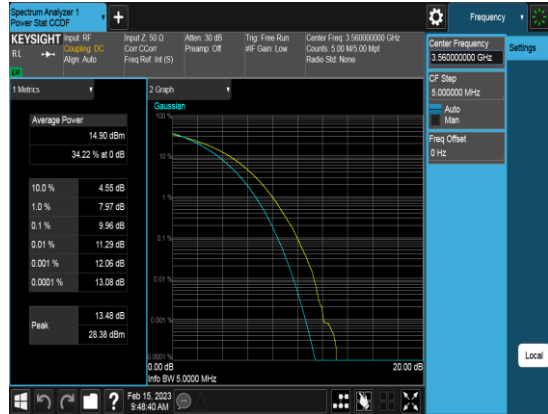 Spectrum Analyzer 1
Power Stat CCDF
Frequency
KEYSIGHT
RL
Input: RF
Coupling: DC
Align: Auto
Input Z: 50 Ω
Corr CCorr
Freq Ref: Int (S)
Atten: 30 dB
Preamp: Off
Trig: Free Run
#IF Gain: Low
Center Freq: 3.560000000 GHz
Counts: 5.00 M/5.00 Mpt
Radio Std: None
Center Frequency
3.560000000 GHz
Settings
CF Step
5.000000 MHz
Auto
Man
Freq Offset
0 Hz
1 Metrics
2 Graph
Gaussian
Average Power
14.90 dBm
34.22 % at 0 dB
10.0 % 4.55 dB
1.0 % 7.97 dB
0.1 % 9.96 dB
0.01 % 11.29 dB
0.001 % 12.06 dB
0.0001 % 13.08 dB
Peak
13.48 dB
28.38 dBm
100 %
10 %
1 %
0.1 %
0.01 %
0.001 %
0.0001 %
0.00 dB
20.00 dB
Info BW 5.0000 MHz
Local
?
Feb 15, 2023
9:48:40 AM